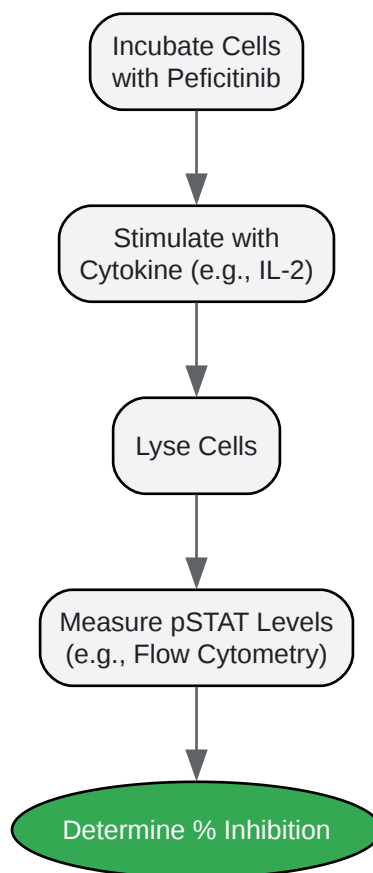 Incubate Cells
with Peficitinib
Stimulate with
Cytokine (e.g., IL-2)
Lyse Cells
Measure pSTAT Levels
(e.g., Flow Cytometry)
Determine % Inhibition